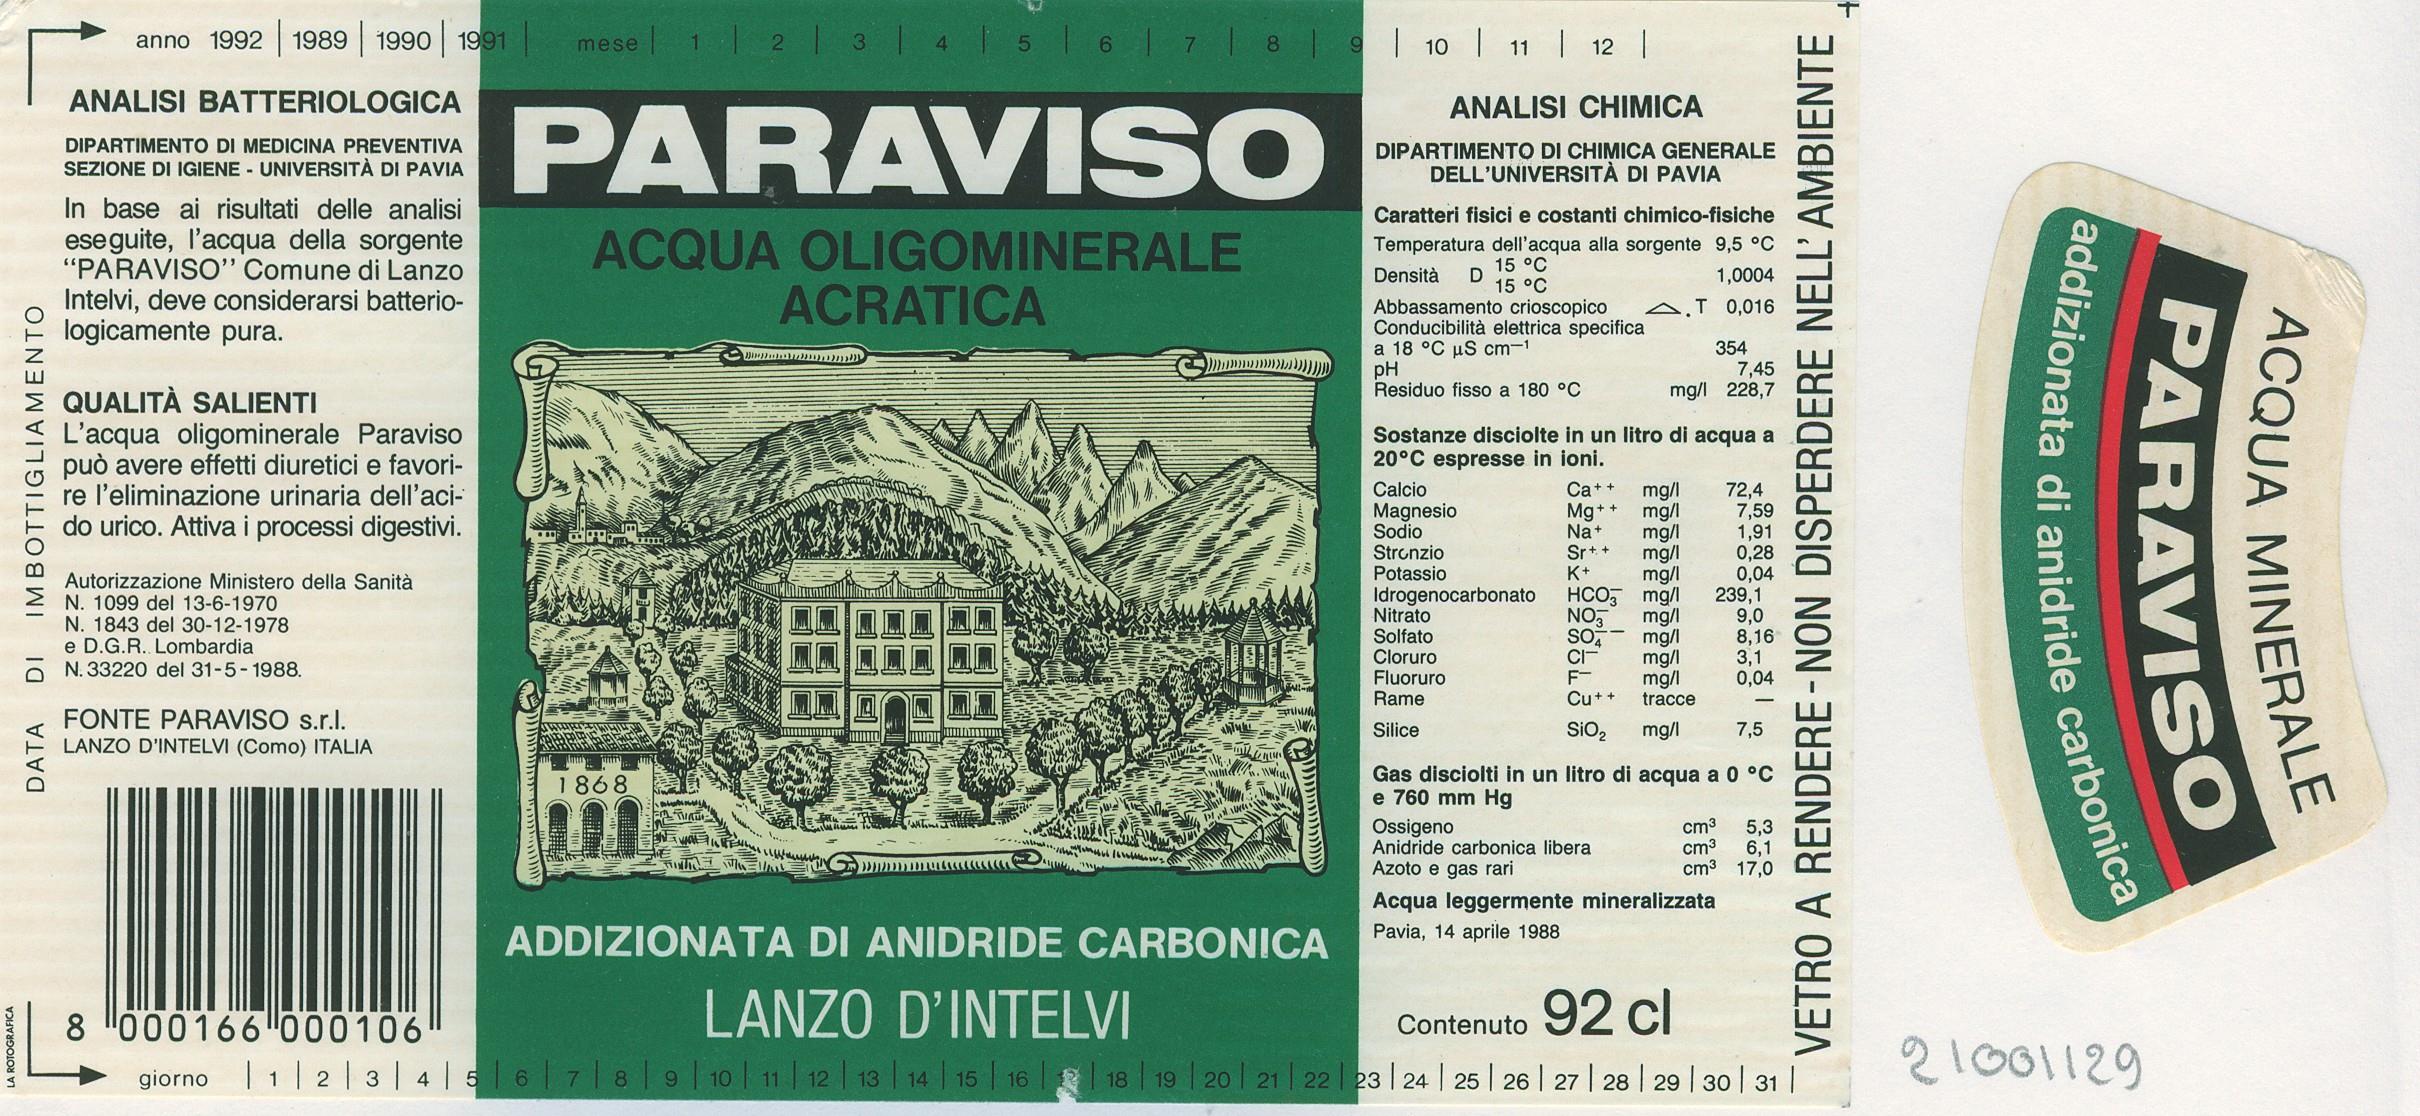 anno 1992 | 1989 | 1990 | 1991 | mese | 1 | 2 | 3 | 4 | 5 | 6 | 7 | 8 | 9 | 10 | 11 | 12 |
DATA DI IMBOTTIGLIAMENTO
LA ROTOGRAFICA
ANALISI BATTERIOLOGICA
DIPARTIMENTO DI MEDICINA PREVENTIVA
SEZIONE DI IGIENE - UNIVERSITÀ DI PAVIA
In base ai risultati delle analisi
eseguite, l'acqua della sorgente
"PARAVISO" Comune di Lanzo
Intelvi, deve considerarsi batterio-
logicamente pura.
QUALITÀ SALIENTI
L'acqua oligominerale Paraviso
può avere effetti diuretici e favori-
re l'eliminazione urinaria dell'aci-
do urico. Attiva i processi digestivi.
Autorizzazione Ministero della Sanità
N. 1099 del 13-6-1970
N. 1843 del 30-12-1978
e D.G.R. Lombardia
N. 33220 del 31-5-1988.
FONTE PARAVISO s.r.l.
LANZO D'INTELVI (Como) ITALIA
8 000166 000106
PARAVISO
ACQUA OLIGOMINERALE
ACRATICA
1868
ADDIZIONATA DI ANIDRIDE CARBONICA
LANZO D'INTELVI
ANALISI CHIMICA
DIPARTIMENTO DI CHIMICA GENERALE
DELL'UNIVERSITÀ DI PAVIA
Caratteri fisici e costanti chimico-fisiche
Temperatura dell'acqua alla sorgente 9,5 °C
Densità D 15 °C / 15 °C 1,0004
Abbassamento crioscopico △.T 0,016
Conducibilità elettrica specifica
a 18 °C µS cm—¹ 354
pH 7,45
Residuo fisso a 180 °C mg/l 228,7
Sostanze disciolte in un litro di acqua a
20°C espresse in ioni.
Calcio Ca++ mg/l 72,4
Magnesio Mg++ mg/l 7,59
Sodio Na+ mg/l 1,91
Stronzio Sr++ mg/l 0,28
Potassio K+ mg/l 0,04
Idrogenocarbonato HCO₃— mg/l 239,1
Nitrato NO₃— mg/l 9,0
Solfato SO₄—— mg/l 8,16
Cloruro Cl— mg/l 3,1
Fluoruro F— mg/l 0,04
Rame Cu++ tracce —
Silice SiO₂ mg/l 7,5
Gas disciolti in un litro di acqua a 0 °C
e 760 mm Hg
Ossigeno cm³ 5,3
Anidride carbonica libera cm³ 6,1
Azoto e gas rari cm³ 17,0
Acqua leggermente mineralizzata
Pavia, 14 aprile 1988
Contenuto 92 cl
VETRO A RENDERE - NON DISPERDERE NELL'AMBIENTE
giorno | 1 | 2 | 3 | 4 | 5 | 6 | 7 | 8 | 9 | 10 | 11 | 12 | 13 | 14 | 15 | 16 | 17 | 18 | 19 | 20 | 21 | 22 | 23 | 24 | 25 | 26 | 27 | 28 | 29 | 30 | 31 |
ACQUA MINERALE
PARAVISO
addizionata di anidride carbonica
21001129